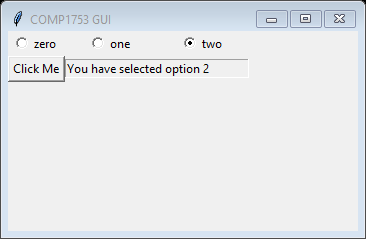 COMP1753 GUI
zero one two
Click Me You have selected option 2